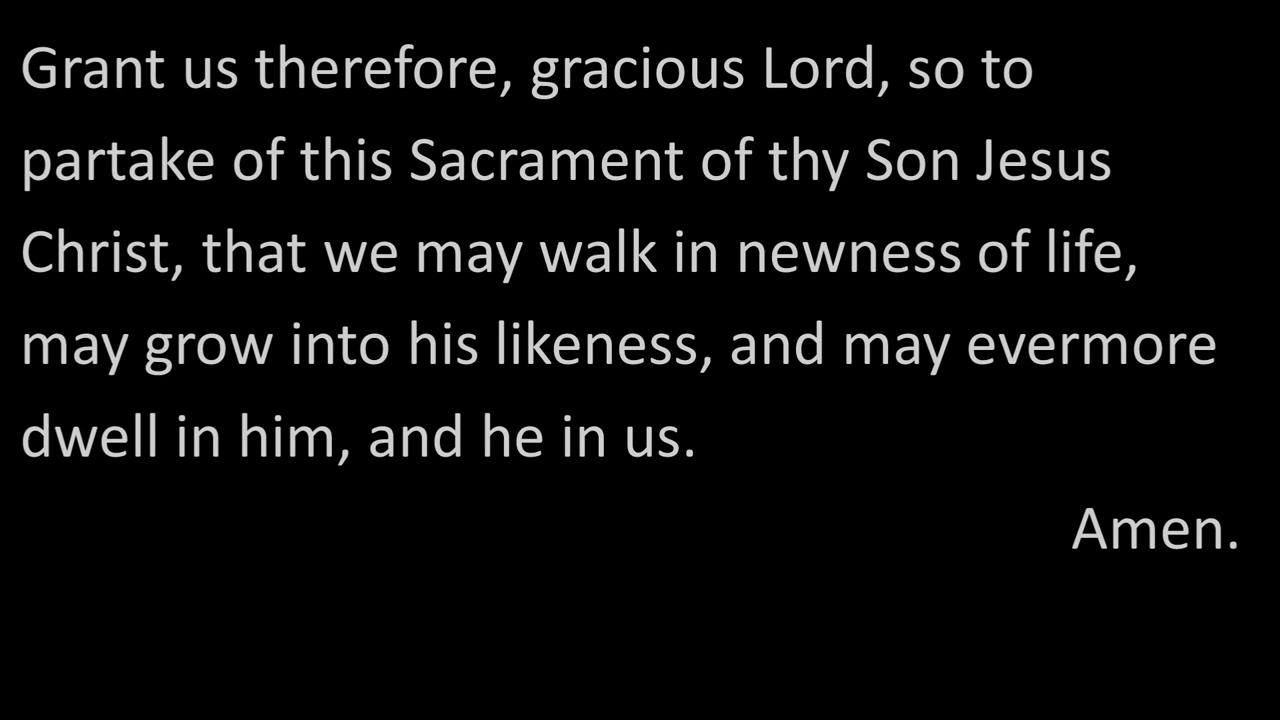 Grant us therefore, gracious Lord, so to
partake of this Sacrament of thy Son Jesus
Christ, that we may walk in newness of life,
may grow into his likeness, and may evermore
dwell in him, and he in us.
Amen.